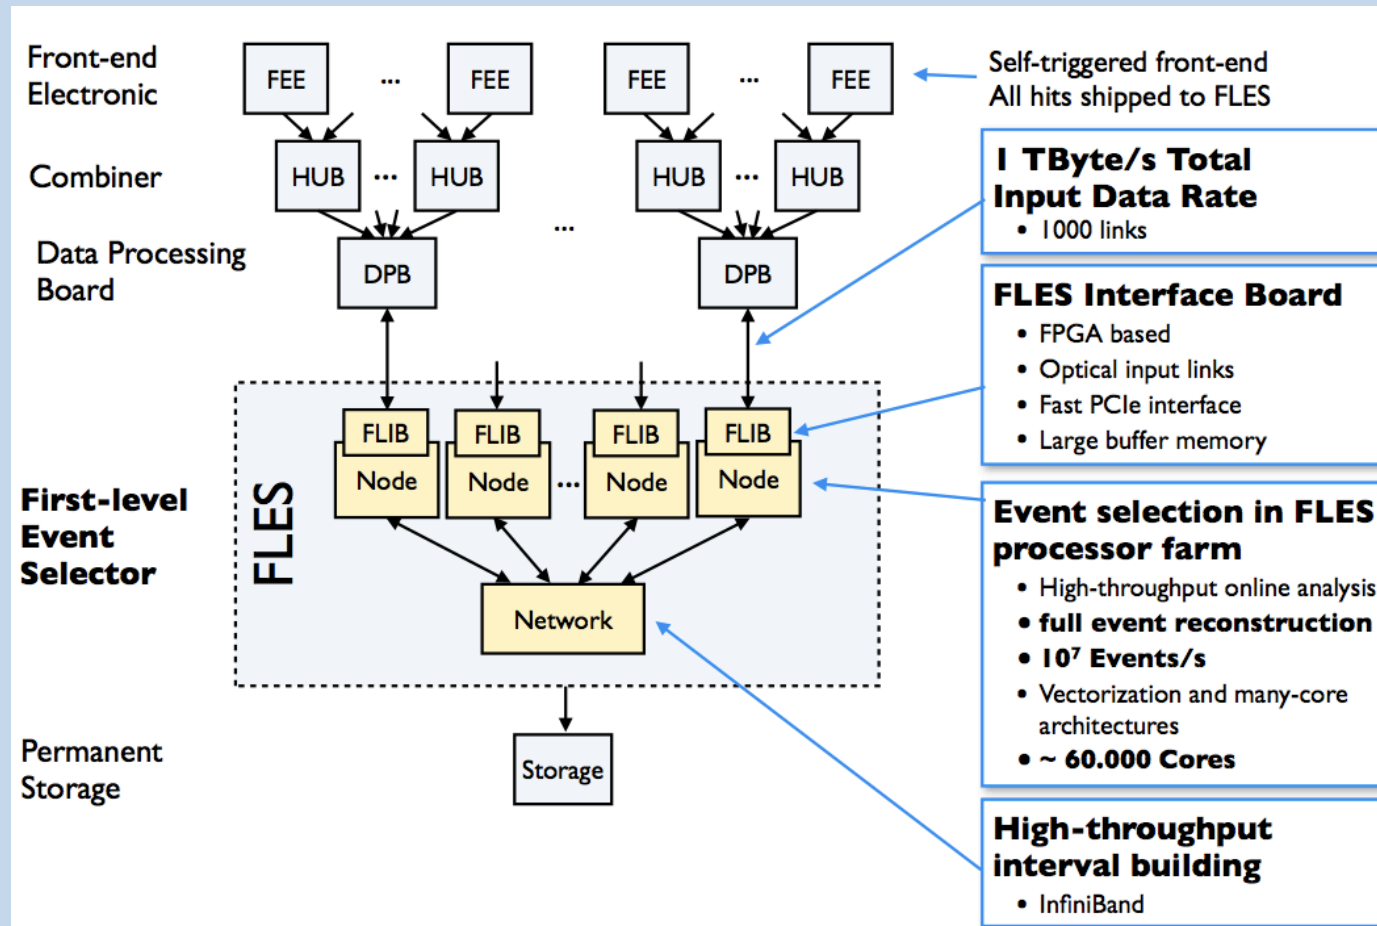 Front-end
Electronic
FEE ... FEE FEE ... FEE
Self-triggered front-end
All hits shipped to FLES
Combiner
HUB ... HUB HUB ... HUB
...
Data Processing
Board
DPB DPB
1 TByte/s Total
Input Data Rate
• 1000 links
FLES Interface Board
• FPGA based
• Optical input links
• Fast PCIe interface
• Large buffer memory
First-level
Event
Selector
FLES
FLIB FLIB FLIB FLIB
Node Node ... Node Node
Network
Event selection in FLES
processor farm
• High-throughput online analysis
• full event reconstruction
• 10⁷ Events/s
• Vectorization and many-core
architectures
• ~ 60.000 Cores
Permanent
Storage
Storage
High-throughput
interval building
• InfiniBand